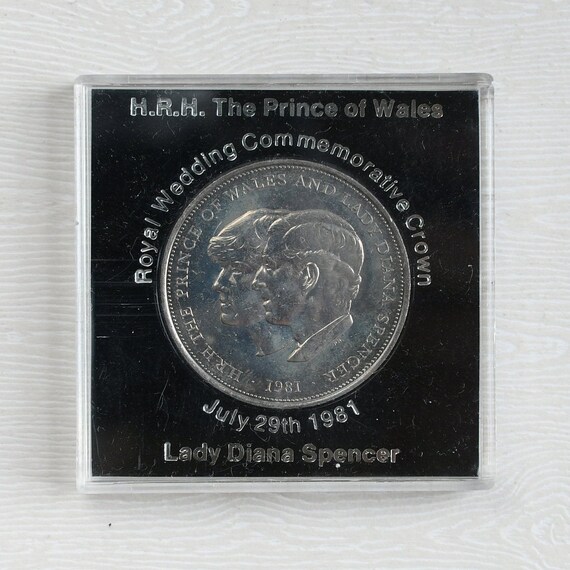 H.R.H. The Prince of Wales
Royal Wedding Commemorative Crown
H.R.H. THE PRINCE OF WALES AND LADY DIANA SPENCER
· 1981 ·
July 29th 1981
Lady Diana Spencer